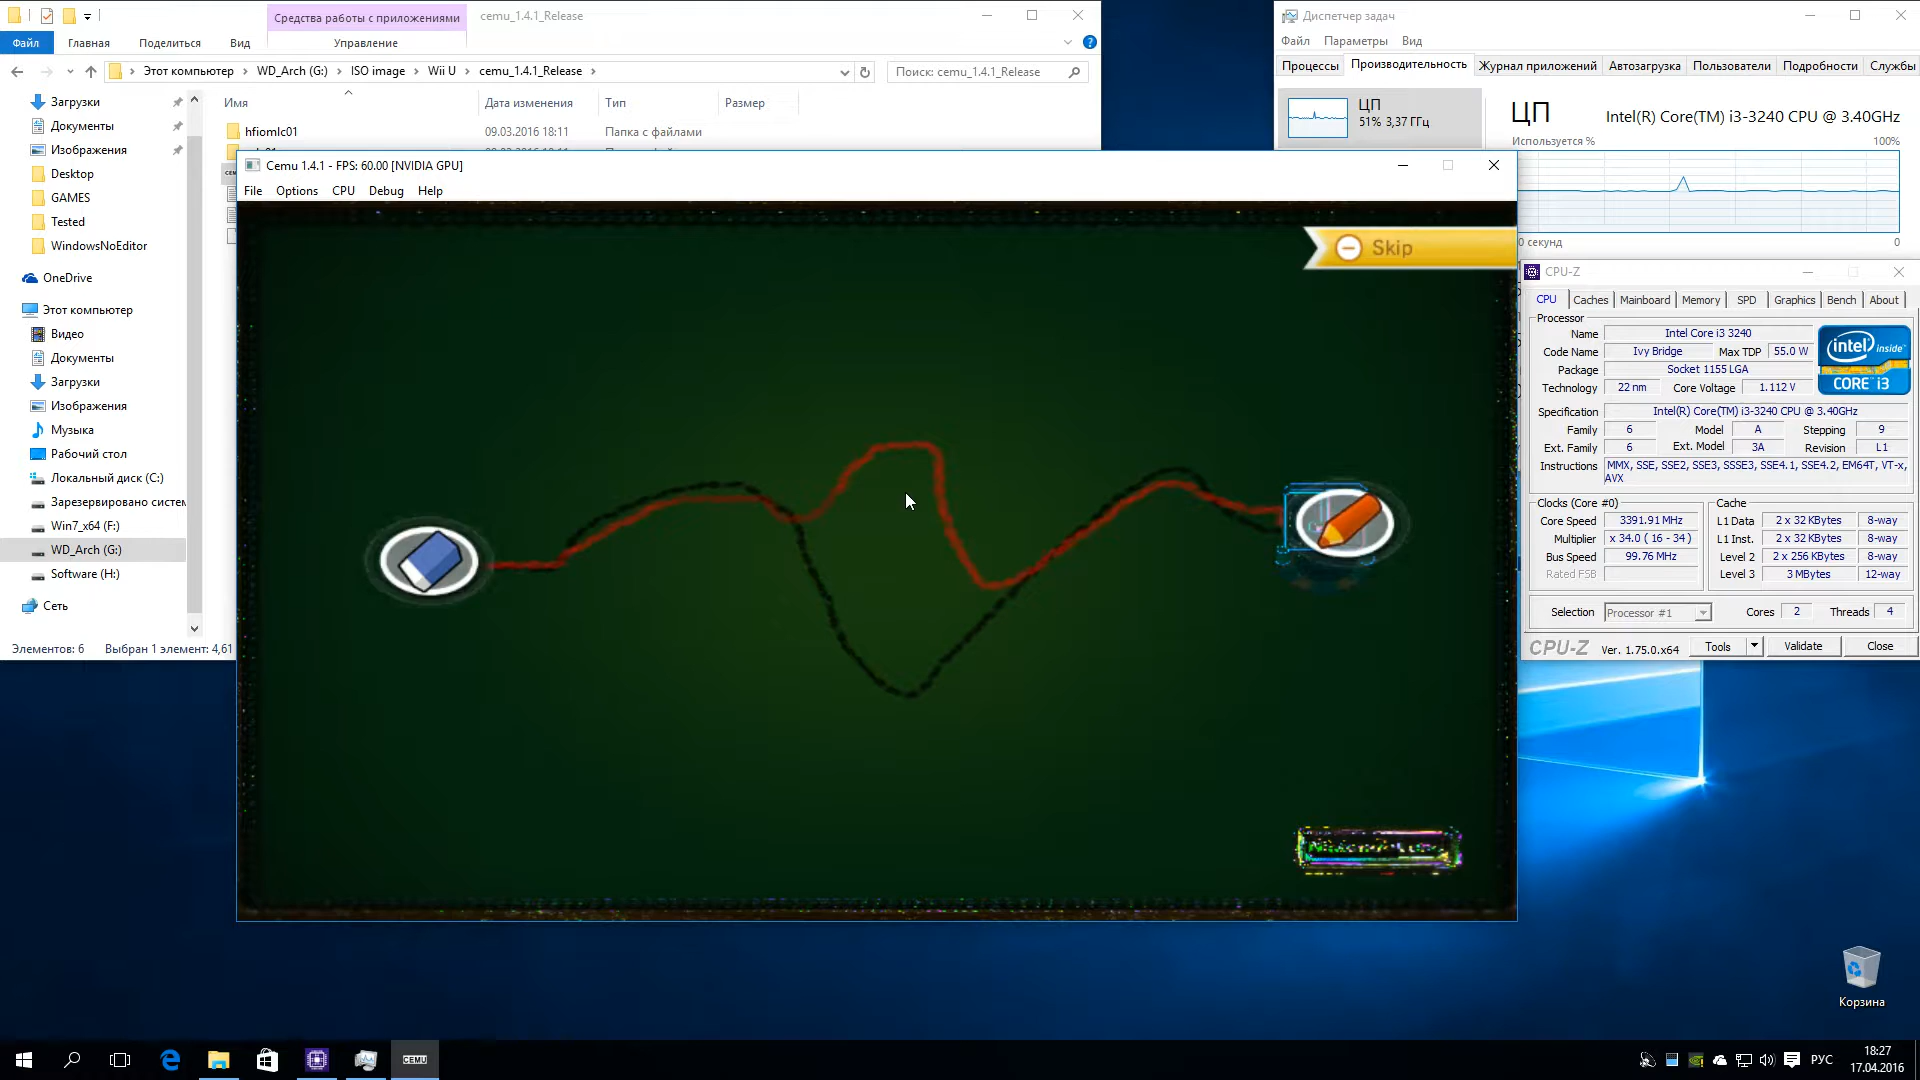 Средства работы с приложениями
cemu_1.4.1_Release
Файл
Главная
Поделиться
Вид
Управление
Этот компьютер
WD_Arch (G:)
ISO image
Wii U
cemu_1.4.1_Release
Поиск: cemu_1.4.1_Release
Загрузки
Документы
Изображения
Desktop
GAMES
Tested
WindowsNoEditor
OneDrive
Этот компьютер
Видео
Документы
Загрузки
Изображения
Музыка
Рабочий стол
Локальный диск (C:)
Зарезервировано систем
Win7_x64 (F:)
WD_Arch (G:)
Software (H:)
Сеть
Элементов: 6
Выбран 1 элемент: 4,61
Имя
Дата изменения
Тип
Размер
hfiomlc01
09.03.2016 18:11
Папка с файлами
Cemu 1.4.1 - FPS: 60.00 [NVIDIA GPU]
File
Options
CPU
Debug
Help
Skip
Диспетчер задач
Файл
Параметры
Вид
Процессы
Производительность
Журнал приложений
Автозагрузка
Пользователи
Подробности
Службы
ЦП
51% 3,37 ГГц
ЦП
Intel(R) Core(TM) i3-3240 CPU @ 3.40GHz
Используется %
100%
0 секунд
0
CPU-Z
CPU
Caches
Mainboard
Memory
SPD
Graphics
Bench
About
Processor
Name
Intel Core i3 3240
Code Name
Ivy Bridge
Max TDP
55.0 W
Package
Socket 1155 LGA
Technology
22 nm
Core Voltage
1.112 V
intel inside
CORE i3
Specification
Intel(R) Core(TM) i3-3240 CPU @ 3.40GHz
Family
6
Model
A
Stepping
9
Ext. Family
6
Ext. Model
3A
Revision
L1
Instructions
MMX, SSE, SSE2, SSE3, SSSE3, SSE4.1, SSE4.2, EM64T, VT-x,
AVX
Clocks (Core #0)
Core Speed
3391.91 MHz
Multiplier
x 34.0 ( 16 - 34 )
Bus Speed
99.76 MHz
Rated FSB
Cache
L1 Data
2 x 32 KBytes
8-way
L1 Inst.
2 x 32 KBytes
8-way
Level 2
2 x 256 KBytes
8-way
Level 3
3 MBytes
12-way
Selection
Processor #1
Cores
2
Threads
4
CPU-Z
Ver. 1.75.0.x64
Tools
Validate
Close
Корзина
CEMU
РУС
18:27
17.04.2016